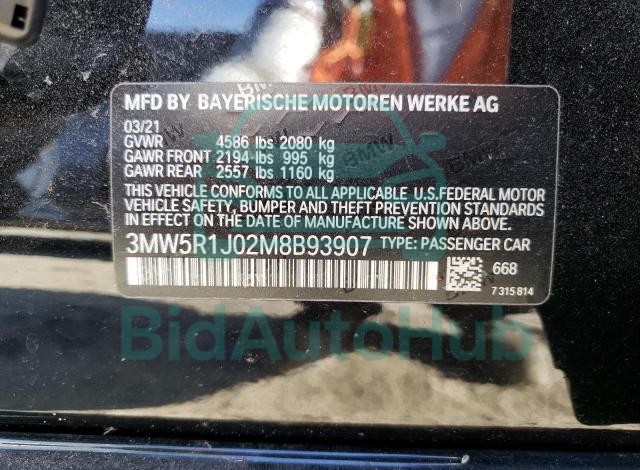 MFD BY BAYERISCHE MOTOREN WERKE AG
03/21
GVWR 4586 lbs 2080 kg
GAWR FRONT 2194 lbs 995 kg
GAWR REAR 2557 lbs 1160 kg
THIS VEHICLE CONFORMS TO ALL APPLICABLE U.S.FEDERAL MOTOR
VEHICLE SAFETY, BUMPER AND THEFT PREVENTION STANDARDS
IN EFFECT ON THE DATE OF MANUFACTURE SHOWN ABOVE.
3MW5R1J02M8B93907 TYPE: PASSENGER CAR
668
7 315 814
BidAutoHub